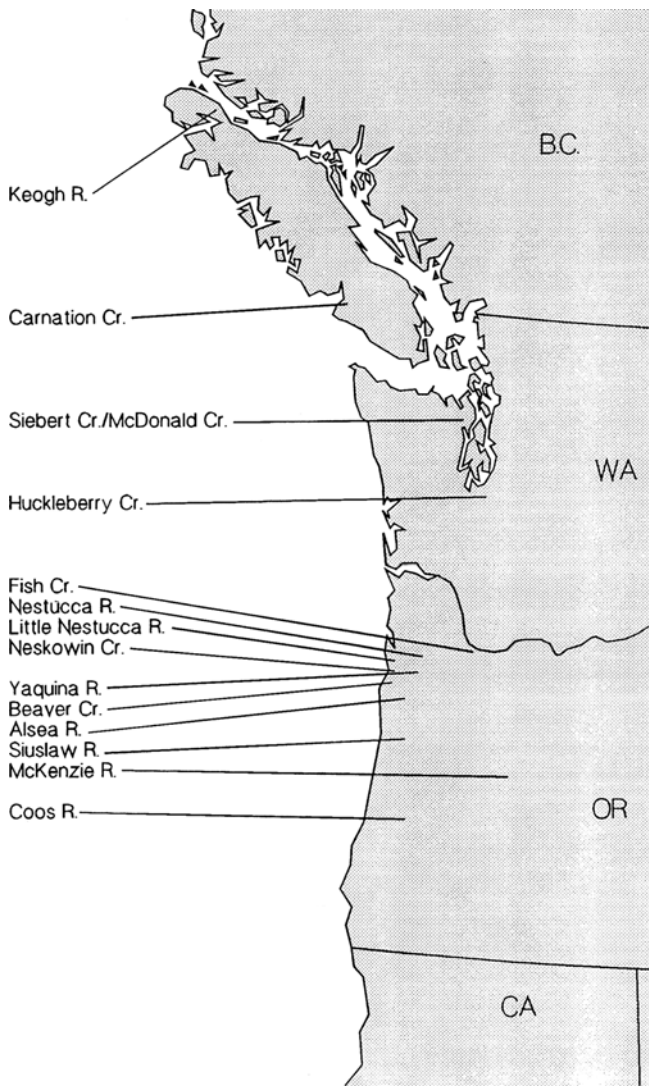 B.C.
Keogh R.
Carnation Cr.
Siebert Cr./McDonald Cr.
WA
Huckleberry Cr.
Fish Cr.
Nestucca R.
Little Nestucca R.
Neskowin Cr.
Yaquina R.
Beaver Cr.
Alsea R.
Siuslaw R.
McKenzie R.
OR
Coos R.
CA